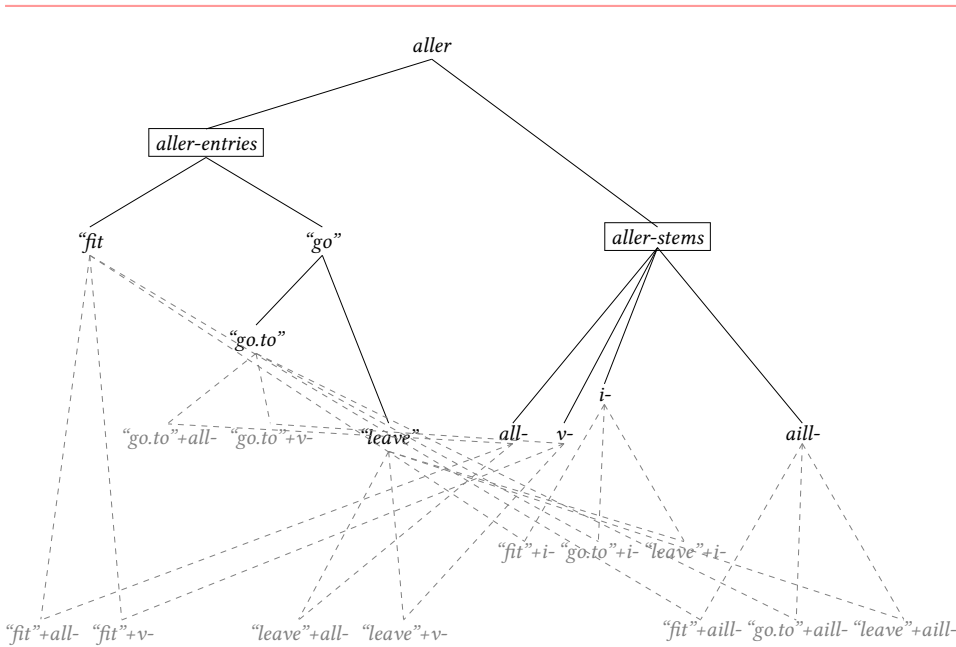 aller
aller-entries
“fit
“go”
aller-stems
“go.to”
i-
“go.to”+all-
“go.to”+v-
“leave”
all-
v-
aill-
“fit”+i-
“go.to”+i-
“leave”+i-
“fit”+all-
“fit”+v-
“leave”+all-
“leave”+v-
“fit”+aill-
“go.to”+aill-
“leave”+aill-